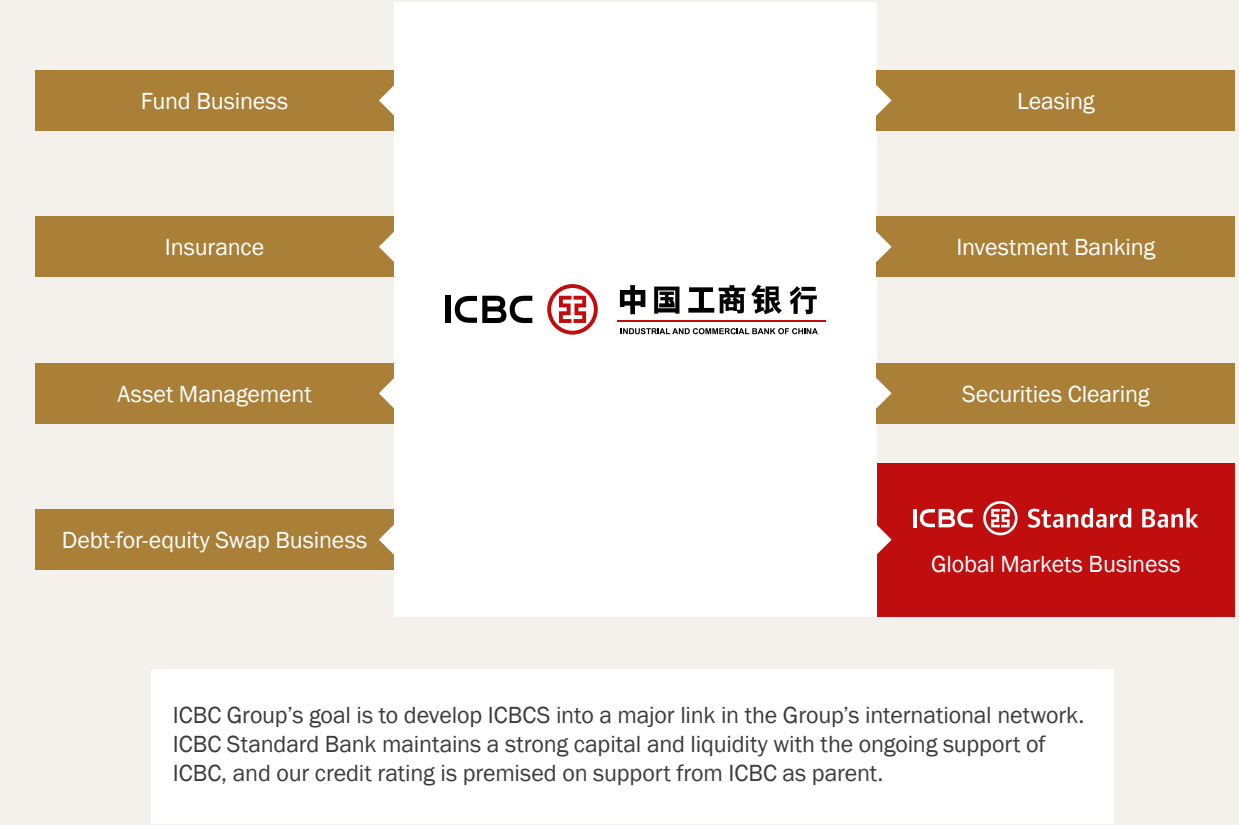 Fund Business
Leasing
Insurance
Investment Banking
ICBC 中国工商银行
INDUSTRIAL AND COMMERCIAL BANK OF CHINA
Asset Management
Securities Clearing
Debt-for-equity Swap Business
ICBC Standard Bank
Global Markets Business
ICBC Group’s goal is to develop ICBCS into a major link in the Group’s international network.
ICBC Standard Bank maintains a strong capital and liquidity with the ongoing support of
ICBC, and our credit rating is premised on support from ICBC as parent.